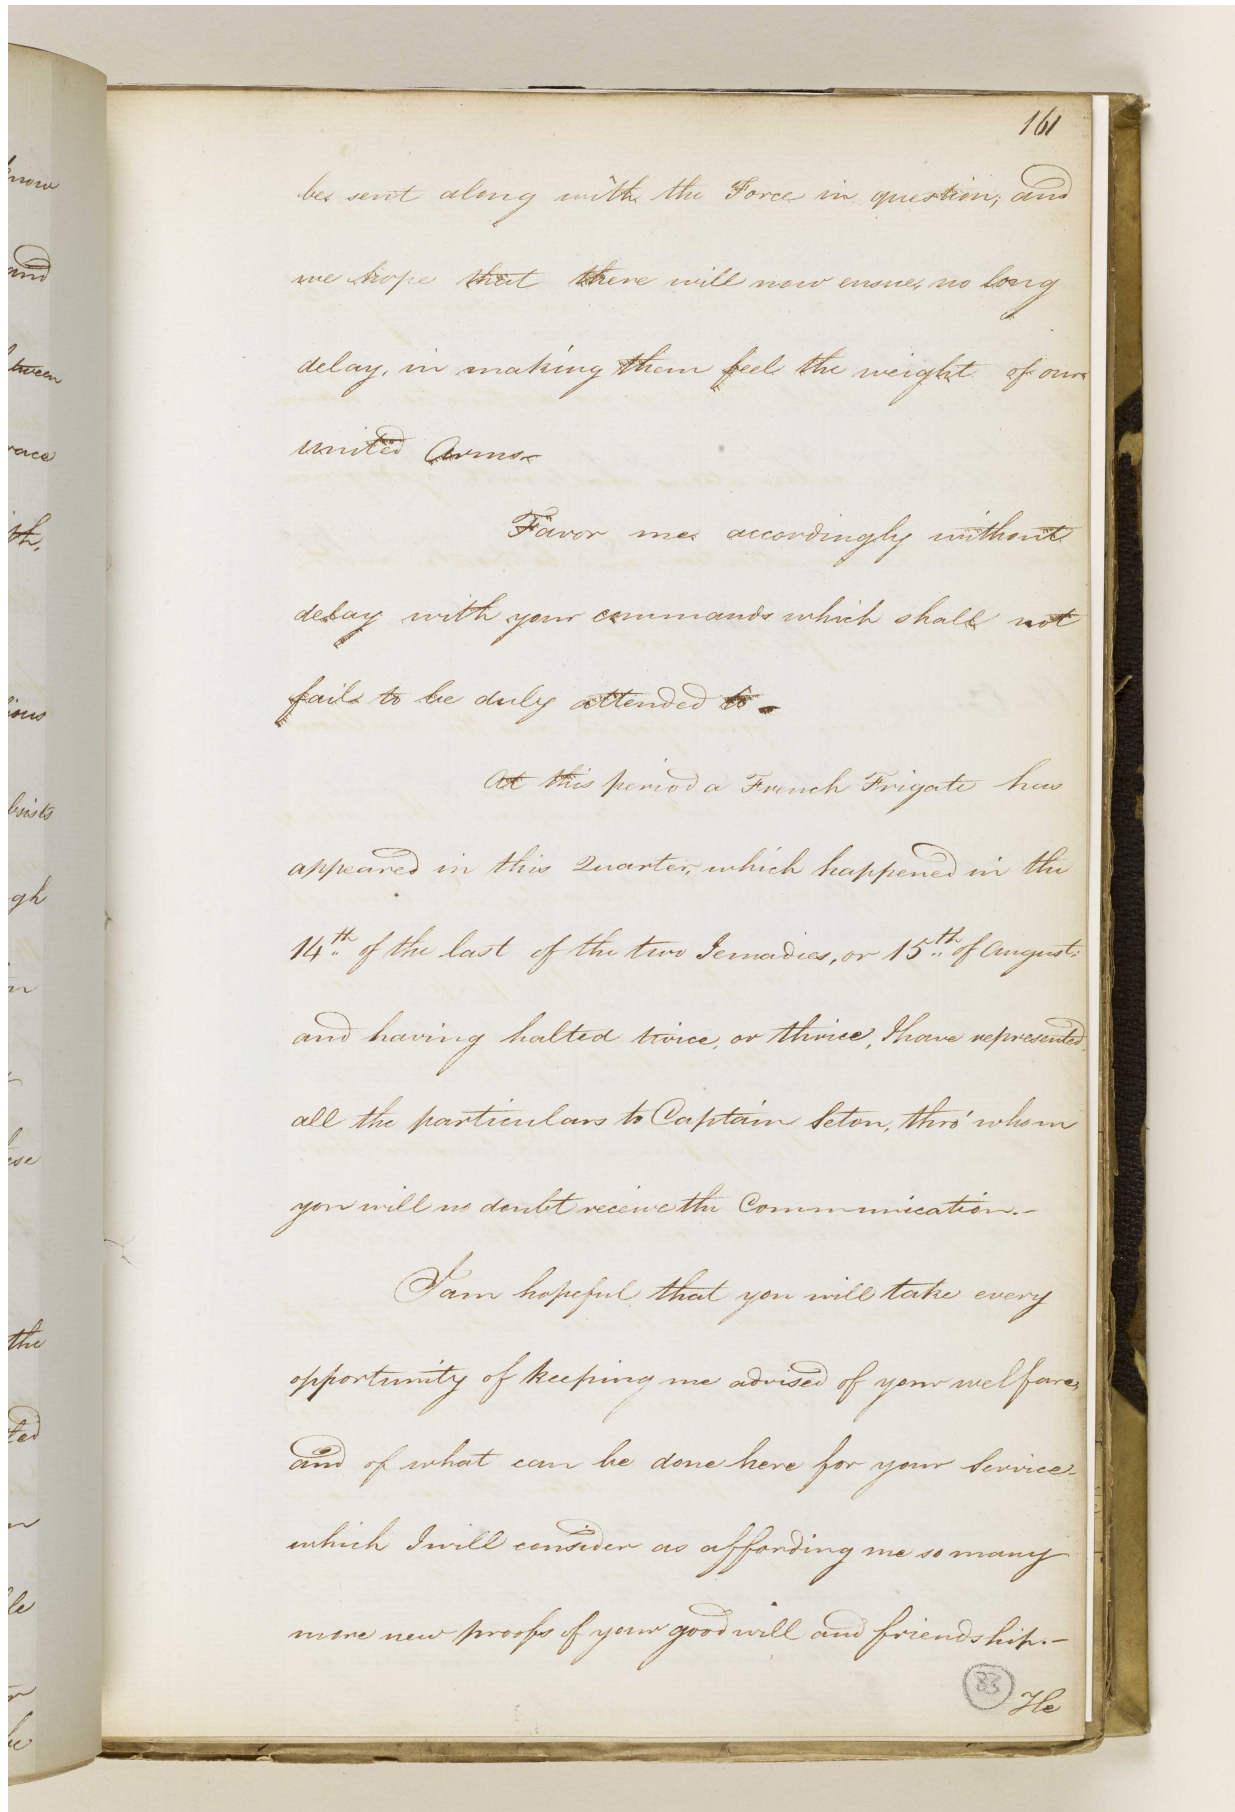 161
be sent along with the Force in question; and
we hope that there will now ensue, no long
delay, in making them feel the weight of our
united Arms.
Favor me accordingly without
delay with your commands which shall not
fail to be duly attended to.
At this period a French Frigate has
appeared in this Quarter, which happened in the
14th of the last of the two Jemadies, or 15th of August;
and having halted twice, or thrice, I have represented
all the particulars to Captain Seton, thro' whom
you will no doubt receive the Communication.-
I am hopeful that you will take every
opportunity of keeping me advised of your welfare,
and of what can be done here for your Service
which I will consider as affording me so many
more new proofs of your good will and friendship.-
83
He